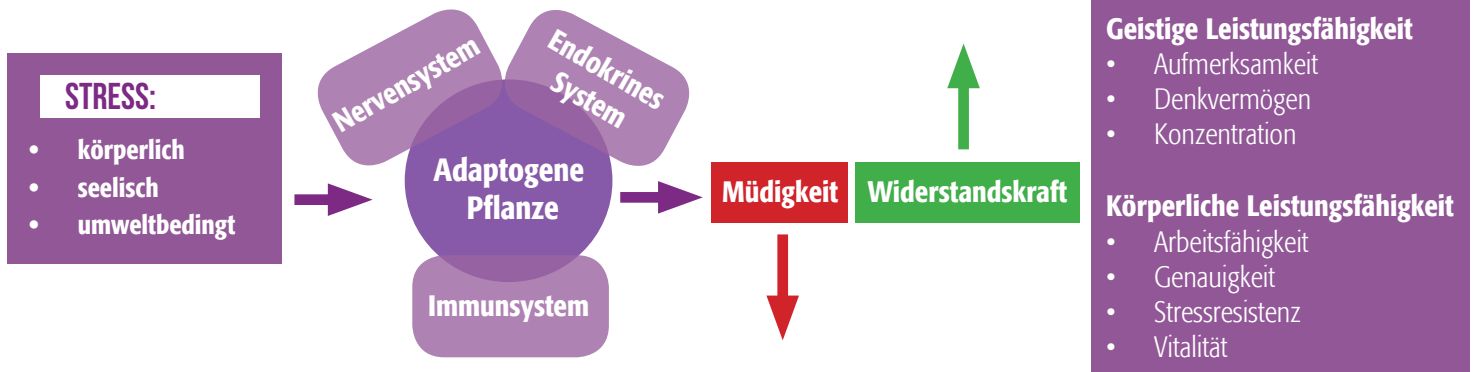 STRESS:
• körperlich
• seelisch
• umweltbedingt
Nervensystem
Endokrines
System
Adaptogene
Pflanze
Immunsystem
Müdigkeit
Widerstandskraft
Geistige Leistungsfähigkeit
• Aufmerksamkeit
• Denkvermögen
• Konzentration
Körperliche Leistungsfähigkeit
• Arbeitsfähigkeit
• Genauigkeit
• Stressresistenz
• Vitalität